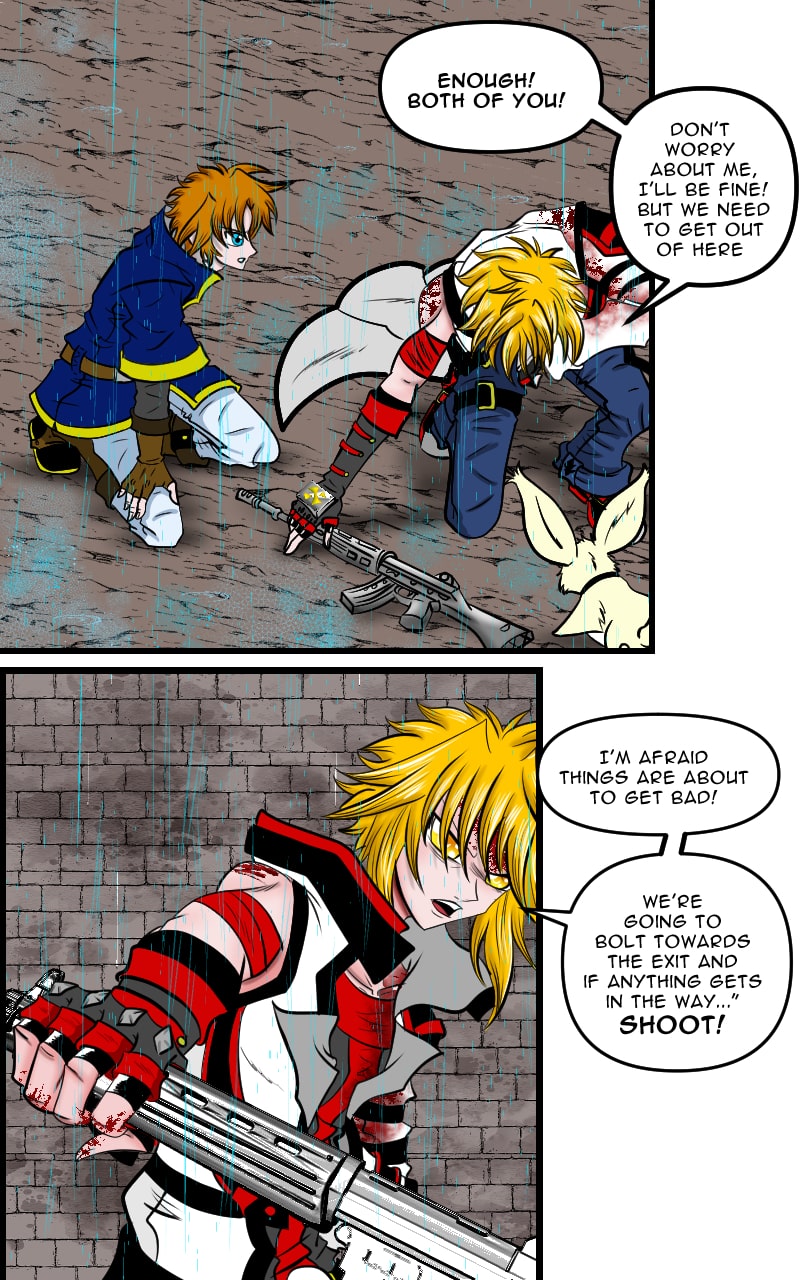 ENOUGH!
BOTH OF YOU!
DON'T
WORRY
ABOUT ME,
I'LL BE FINE!
BUT WE NEED
TO GET OUT
OF HERE
I'M AFRAID
THINGS ARE ABOUT
TO GET BAD!
WE'RE
GOING TO
BOLT TOWARDS
THE EXIT AND
IF ANYTHING GETS
IN THE WAY..."
SHOOT!